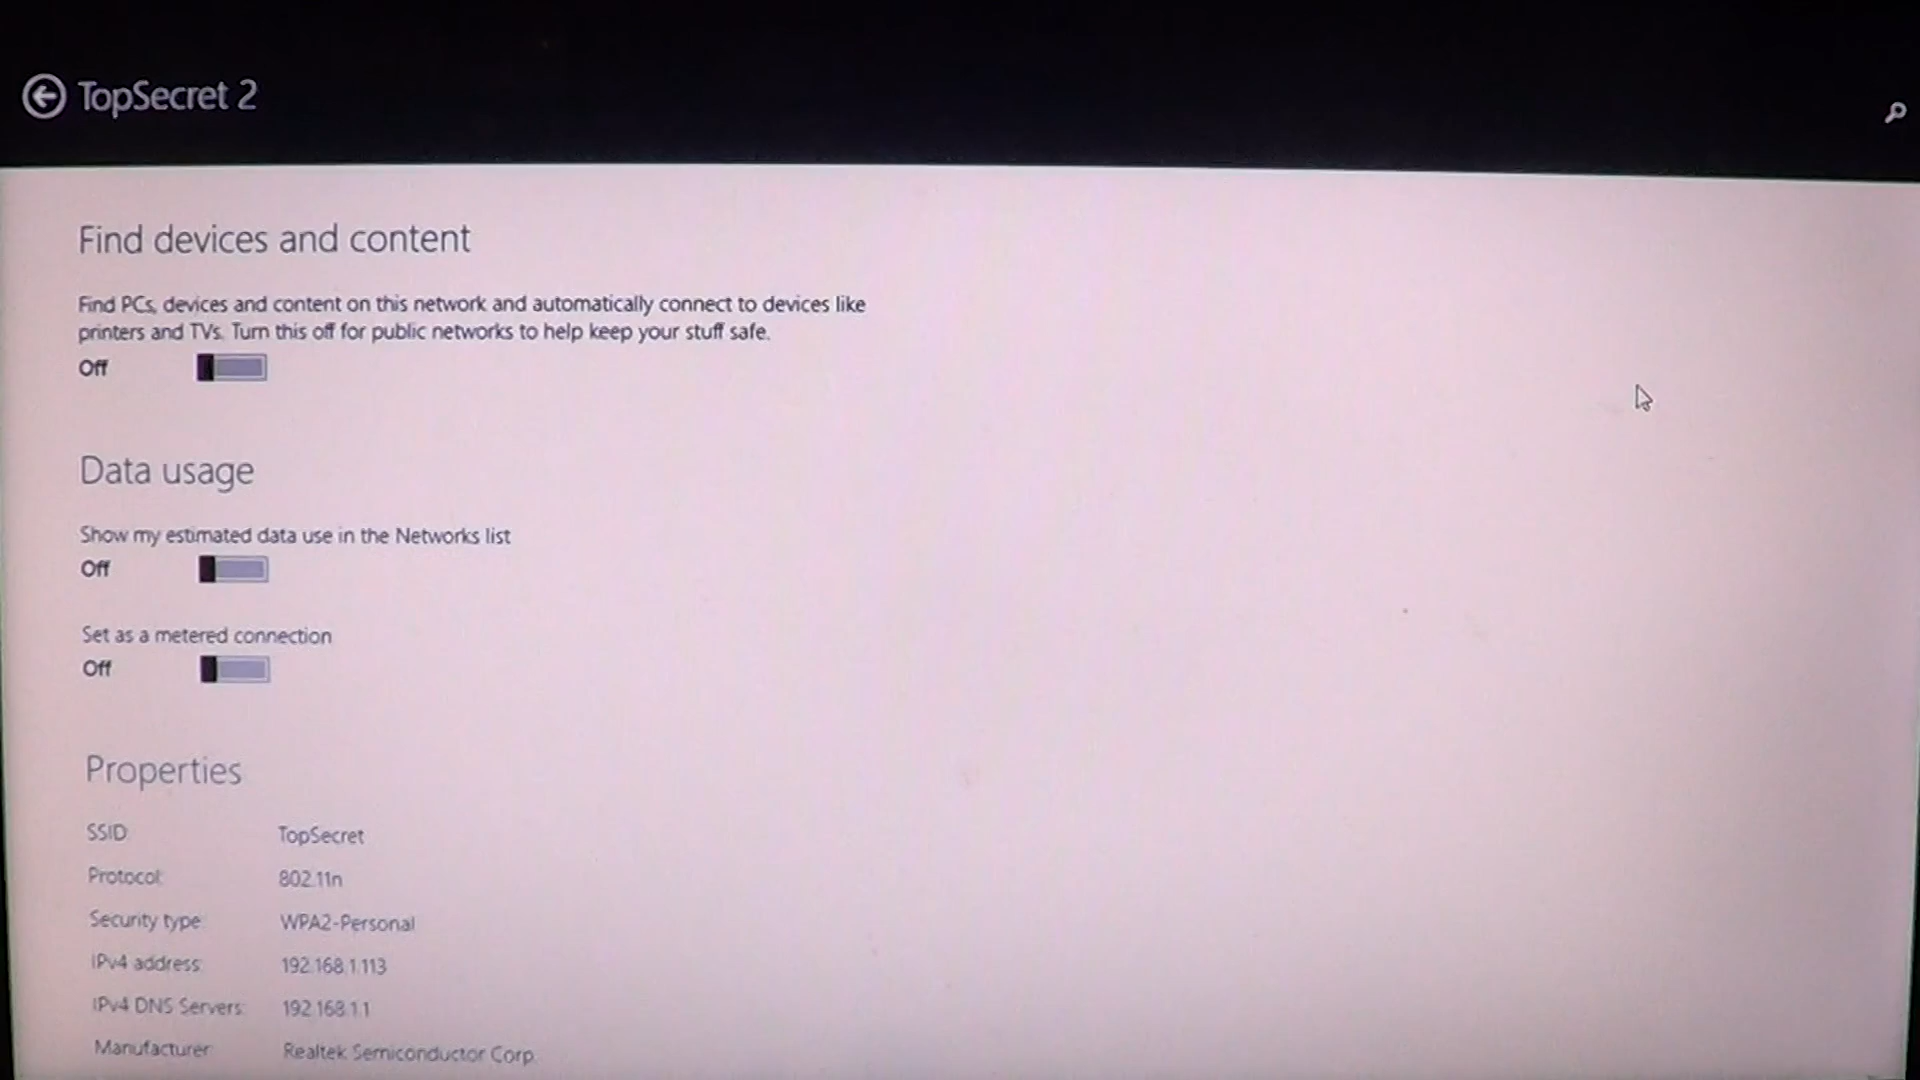 TopSecret 2
Find devices and content
Find PCs, devices and content on this network and automatically connect to devices like
printers and TVs. Turn this off for public networks to help keep your stuff safe.
Off
Data usage
Show my estimated data use in the Networks list
Off
Set as a metered connection
Off
Properties
SSID: TopSecret
Protocol: 802.11n
Security type: WPA2-Personal
IPv4 address: 192.168.1.113
IPv4 DNS Servers: 192.168.1.1
Manufacturer: Realtek Semiconductor Corp.